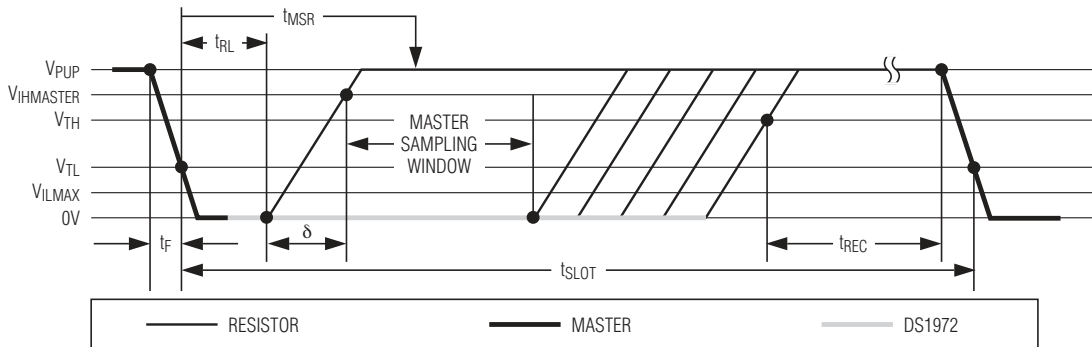 tMSR
tRL
VPUP
VIHMASTER
VTH
MASTER
SAMPLING
WINDOW
VTL
VILMAX
0V
tF
δ
tREC
tSLOT
RESISTOR MASTER DS1972